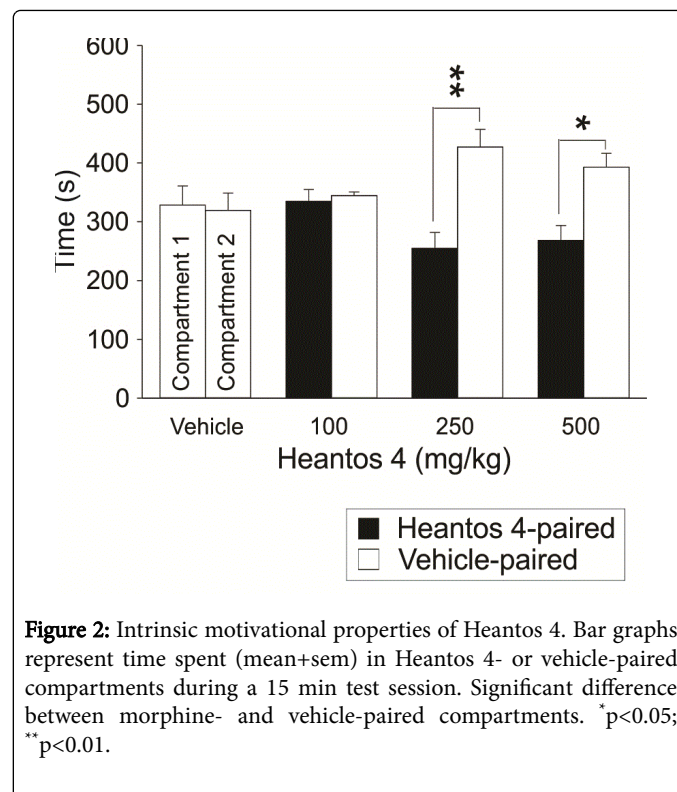 600
500
400
300
200
100
0
Time (s)
**
*
Compartment 1
Compartment 2
Vehicle 100 250 500
Heantos 4 (mg/kg)
Heantos 4-paired
Vehicle-paired
Figure 2: Intrinsic motivational properties of Heantos 4. Bar graphs
represent time spent (mean+sem) in Heantos 4- or vehicle-paired
compartments during a 15 min test session. Significant difference
between morphine- and vehicle-paired compartments. *p<0.05;
**p<0.01.